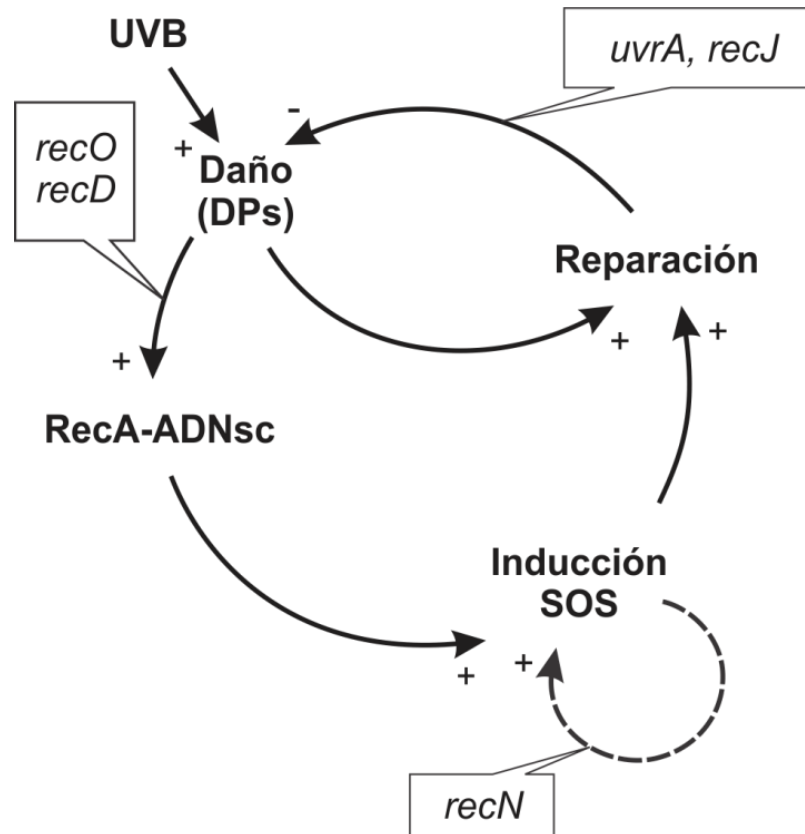 UVB
uvrA, recJ
-
+
recO
recD
Daño
(DPs)
Reparación
+
+
+
RecA-ADNsc
Inducción
SOS
+
+
recN